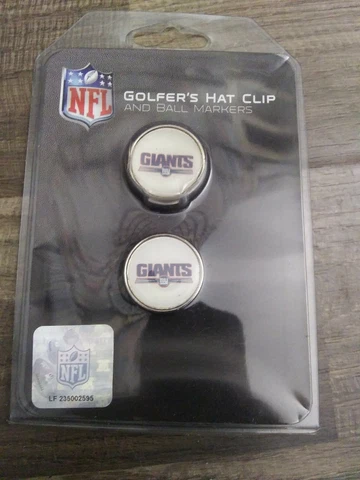 NFL
GOLFER'S HAT CLIP
AND BALL MARKERS
GIANTS
GIANTS
NFL
LF 235002595